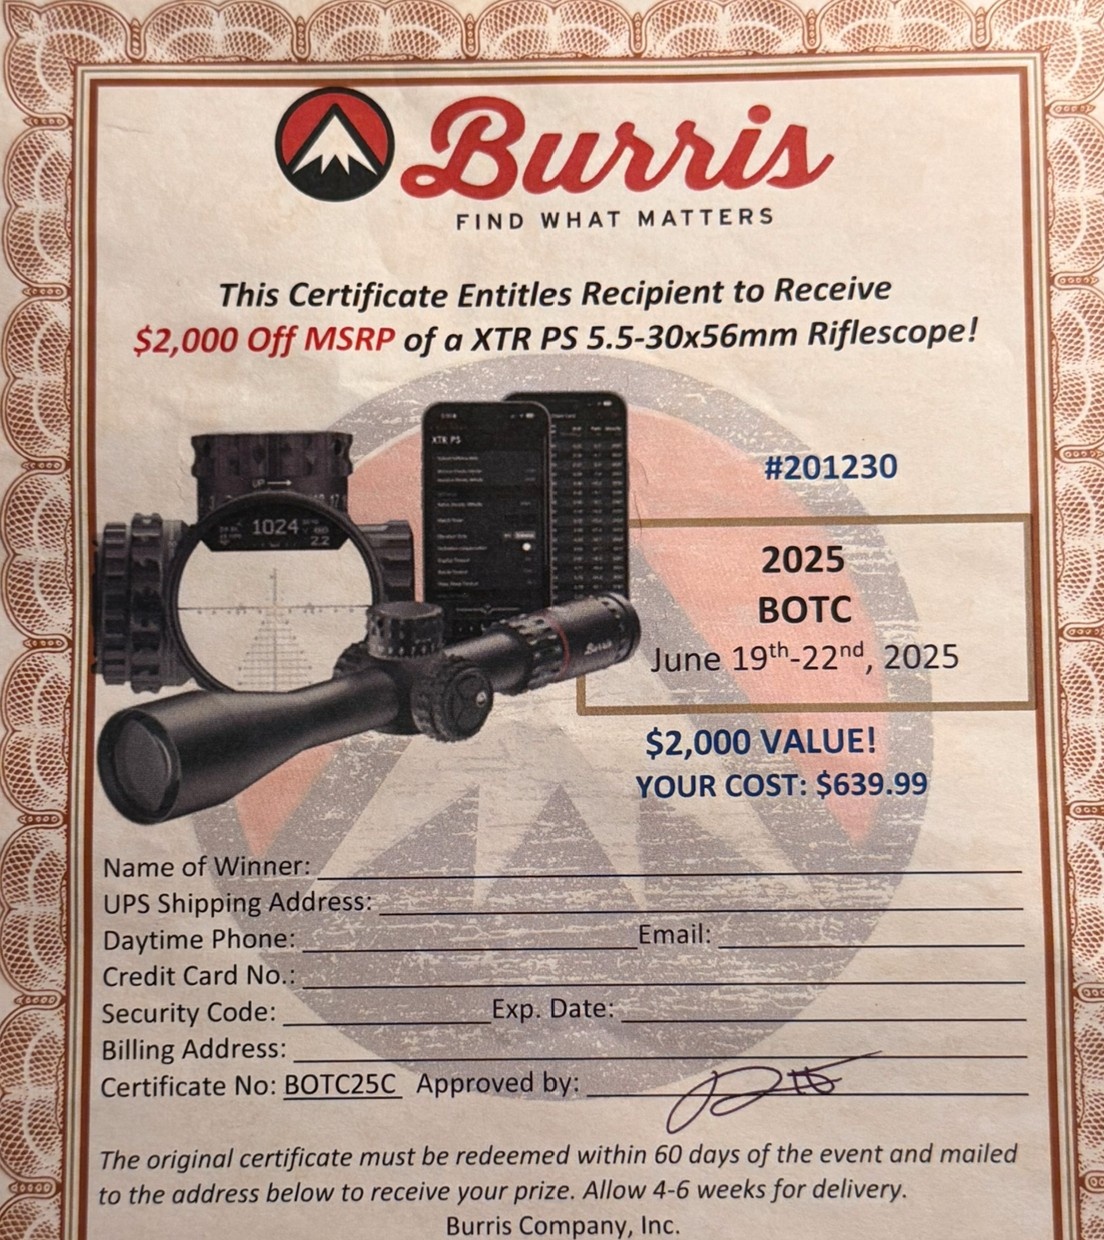 Burris
FIND WHAT MATTERS
This Certificate Entitles Recipient to Receive
$2,000 Off MSRP of a XTR PS 5.5-30x56mm Riflescope!
XTR PS
UP
1024
2.2
Burris
#201230
2025
BOTC
June 19th-22nd, 2025
$2,000 VALUE!
YOUR COST: $639.99
Name of Winner:
UPS Shipping Address:
Daytime Phone: Email:
Credit Card No.:
Security Code: Exp. Date:
Billing Address:
Certificate No: BOTC25C Approved by:
The original certificate must be redeemed within 60 days of the event and mailed
to the address below to receive your prize. Allow 4-6 weeks for delivery.
Burris Company, Inc.